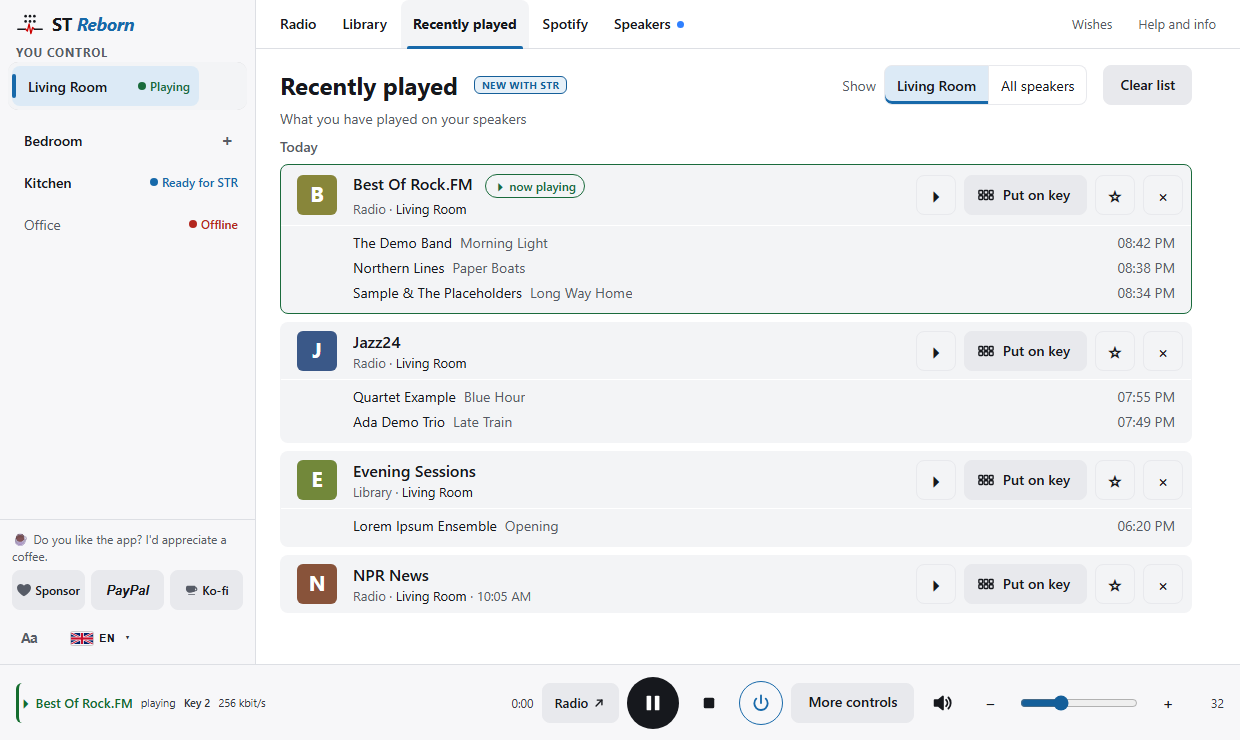 ST Reborn
YOU CONTROL
Living Room Playing
Bedroom +
Kitchen Ready for STR
Office Offline
Do you like the app? I'd appreciate a
coffee.
Sponsor PayPal Ko-fi
Aa EN
Radio Library Recently played Spotify Speakers Wishes Help and info
Recently played NEW WITH STR Show Living Room All speakers Clear list
What you have played on your speakers
Today
B Best Of Rock.FM now playing Put on key ☆ ×
Radio · Living Room
The Demo Band Morning Light 08:42 PM
Northern Lines Paper Boats 08:38 PM
Sample & The Placeholders Long Way Home 08:34 PM
J Jazz24 Put on key ☆ ×
Radio · Living Room
Quartet Example Blue Hour 07:55 PM
Ada Demo Trio Late Train 07:49 PM
E Evening Sessions Put on key ☆ ×
Library · Living Room
Lorem Ipsum Ensemble Opening 06:20 PM
N NPR News Put on key ☆ ×
Radio · Living Room · 10:05 AM
Best Of Rock.FM playing Key 2 256 kbit/s 0:00 Radio ↗ More controls − + 32